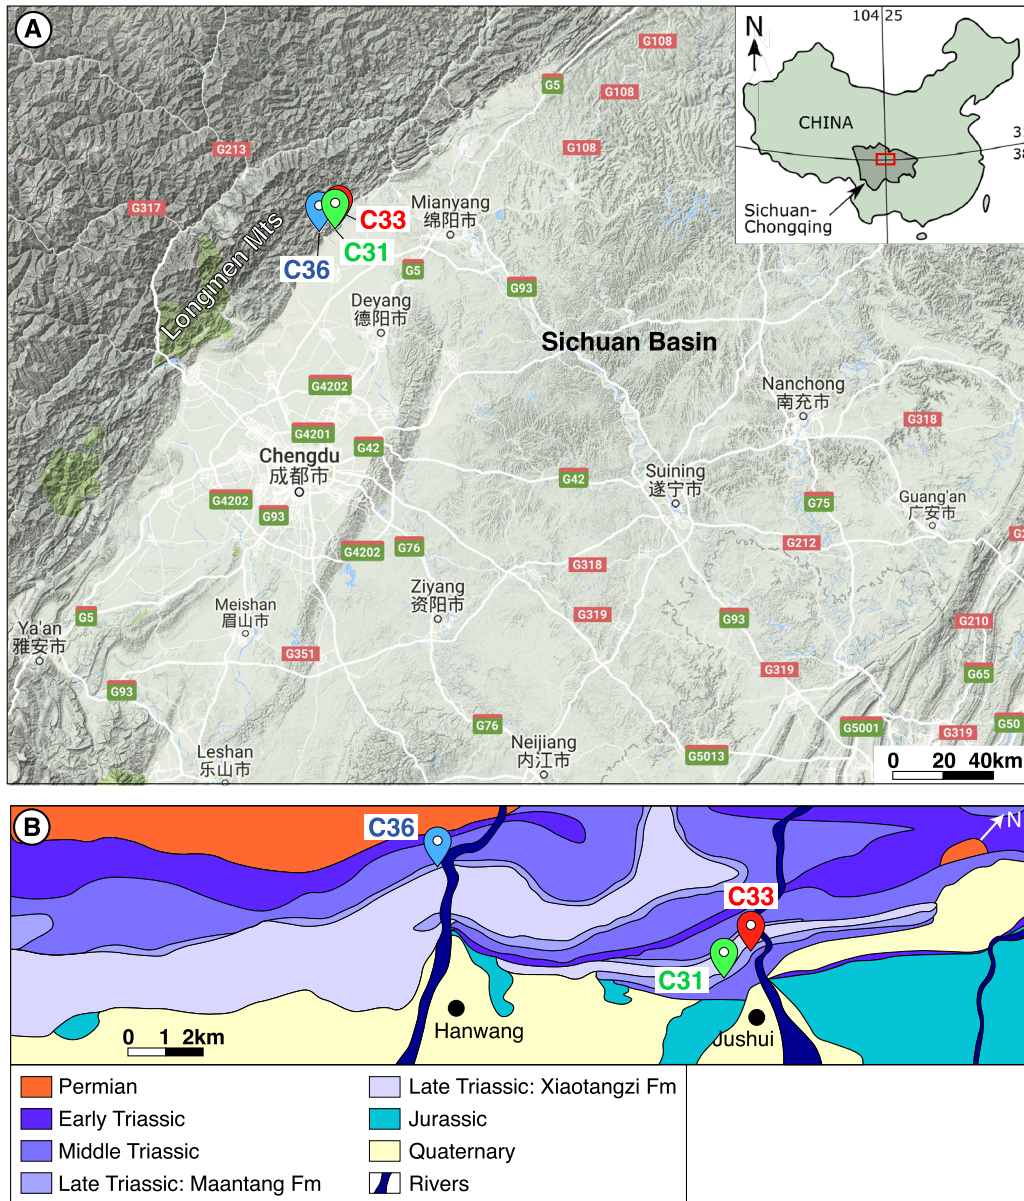 A
G108
G5
G108
G108
G213
G317
Longmen Mts
C33
C31
C36
Mianyang
绵阳市
G5
G93
Deyang
德阳市
Sichuan Basin
G4202
Nanchong
南充市
G318
G4201
G42
Chengdu
成都市
G42
Suining
遂宁市
G4202
G93
G75
Guang'an
广安市
G4202
G76
G212
G318
Ziyang
资阳市
G5
Meishan
眉山市
G319
G93
G210
Ya'an
雅安市
G351
G319
G65
G93
G76
G5001
G50
G319
Neijiang
内江市
G5013
Leshan
乐山市
0 20 40km
104 25
N
CHINA
Sichuan-
Chongqing
B
C36
N
C33
C31
Hanwang
Jushui
0 1 2km
Permian
Early Triassic
Middle Triassic
Late Triassic: Maantang Fm
Late Triassic: Xiaotangzi Fm
Jurassic
Quaternary
Rivers